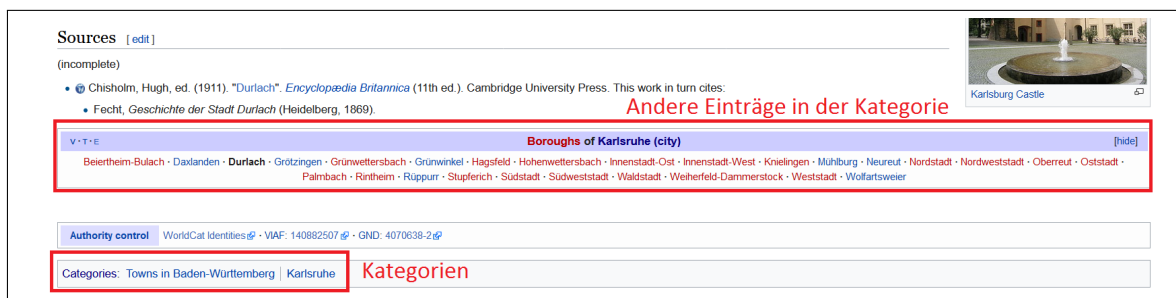 Sources [ edit ]
(incomplete)
• Chisholm, Hugh, ed. (1911). "Durlach". Encyclopædia Britannica (11th ed.). Cambridge University Press. This work in turn cites:
• Fecht, Geschichte der Stadt Durlach (Heidelberg, 1869).
Karlsburg Castle
Andere Einträge in der Kategorie
V · T · E Boroughs of Karlsruhe (city) [hide]
Beiertheim-Bulach · Daxlanden · Durlach · Grötzingen · Grünwettersbach · Grünwinkel · Hagsfeld · Hohenwettersbach · Innenstadt-Ost · Innenstadt-West · Knielingen · Mühlburg · Neureut · Nordstadt · Nordweststadt · Oberreut · Oststadt ·
Palmbach · Rintheim · Rüppurr · Stupferich · Südstadt · Südweststadt · Waldstadt · Weiherfeld-Dammerstock · Weststadt · Wolfartsweier
Authority control WorldCat Identities · VIAF: 140882507 · GND: 4070638-2
Categories: Towns in Baden-Württemberg | Karlsruhe Kategorien